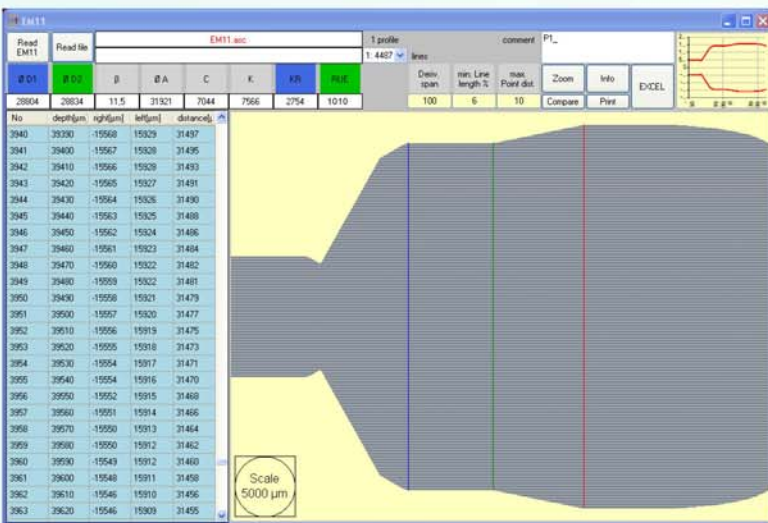 EM11
Read EM11
Read file
EM11.asc
1 profile
comment
P1_
1: 4487
lines
Ø D1 Ø D2 β Ø A C K KR RUE
Deriv. span
min. Line length %
max. Point dist.
Zoom Info
EXCEL
28804 28834 11,5 31921 7044 7566 2754 1010
100 6 10
Compare Print
No depth[µm right[µm] left[µm] distance[µ
3940 39390 -15568 15929 31497
3941 39400 -15567 15928 31495
3942 39410 -15566 15928 31493
3943 39420 -15565 15927 31491
3944 39430 -15564 15926 31490
3945 39440 -15563 15925 31488
3946 39450 -15562 15924 31486
3947 39460 -15561 15923 31484
3948 39470 -15560 15922 31482
3949 39480 -15559 15922 31481
3950 39490 -15558 15921 31479
3951 39500 -15557 15920 31477
3952 39510 -15556 15919 31475
3953 39520 -15555 15918 31473
3954 39530 -15554 15917 31471
3955 39540 -15554 15916 31470
3956 39550 -15552 15915 31468
3957 39560 -15551 15914 31466
3958 39570 -15550 15913 31464
3959 39580 -15550 15912 31462
3960 39590 -15549 15912 31460
3961 39600 -15548 15911 31458
3962 39610 -15546 15910 31456
3963 39620 -15546 15909 31455
Scale
5000 µm